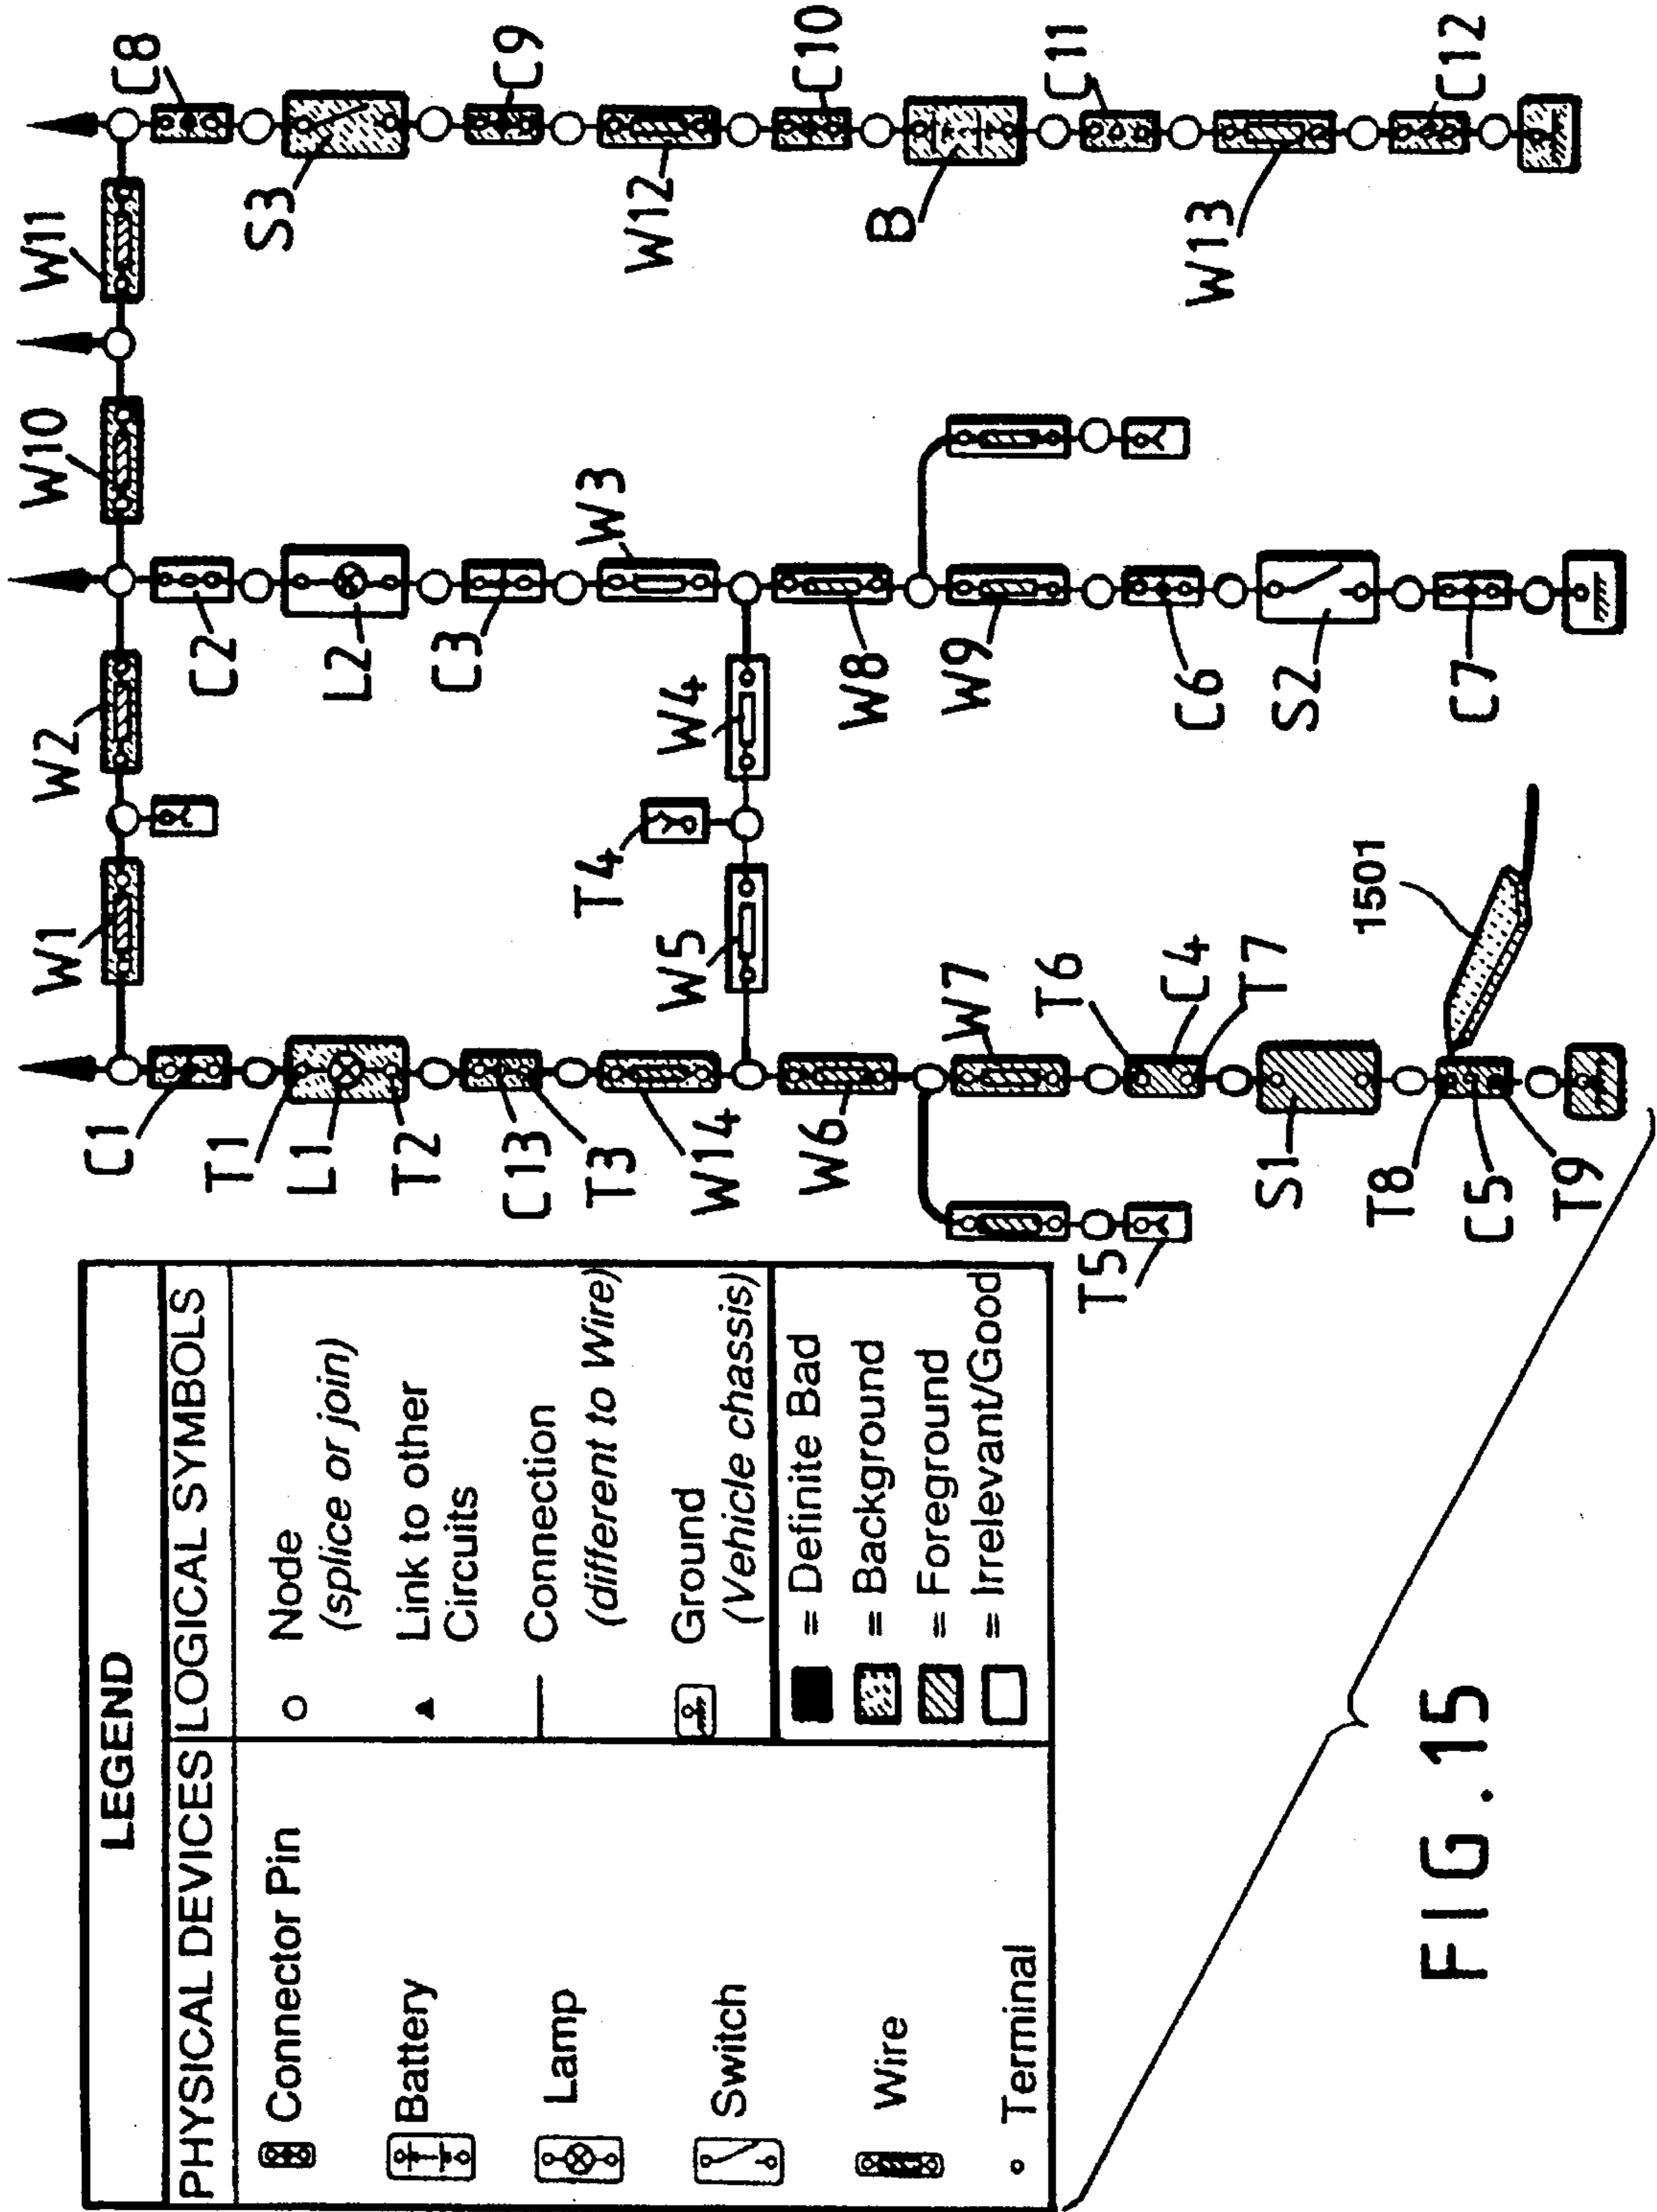 LEGEND
PHYSICAL DEVICES
LOGICAL SYMBOLS
Connector Pin
Battery
Lamp
Switch
Wire
Terminal
Node
(splice or join)
Link to other
Circuits
Connection
(different to Wire)
Ground
(Vehicle chassis)
= Definite Bad
= Background
= Foreground
= Irrelevant/Good
C1
T1
L1
T2
C13
T3
W14
W6
T5
S1
T8
C5
T9
W1
W2
W10
W11
C8
T4
W5
W4
W7
T6
C4
T7
1501
C2
L2
C3
W3
W8
W9
C6
S2
C7
S3
C9
W12
C10
B
C11
W13
C12
FIG. 15